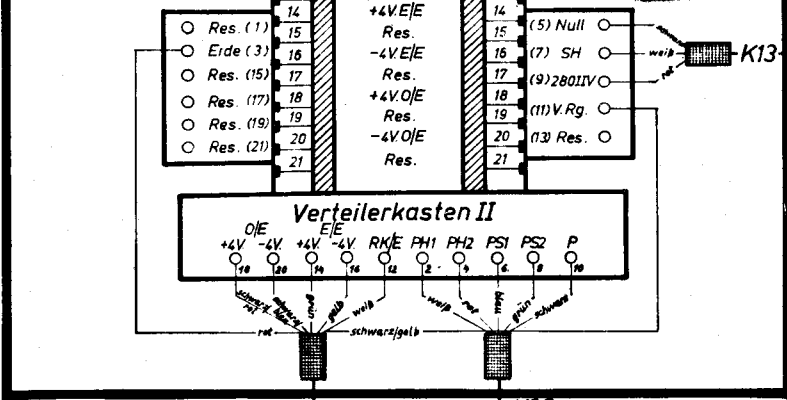 Res. (1)
Erde (3)
Res. (15)
Res. (17)
Res. (19)
Res. (21)
14
15
16
17
18
19
20
21
+4V.E/E
Res.
-4V.E/E
Res.
+4V.O/E
Res.
-4V.O/E
Res.
14
15
16
17
18
19
20
21
(5) Null
(7) SH
(9) 280IIV
(11) V.Rg.
(13) Res.
weiß
rot
K13
Verteilerkasten II
O/E E/E
+4V. -4V. +4V. -4V. RK/E PH1 PH2 PS1 PS2 P
18 20 14 16 12 2 4 6 8 10
schwarz/rot
schwarz/blau
grün
gelb
weiß
weiß
rot
blau
grün
schwarz
rot
schwarz/gelb